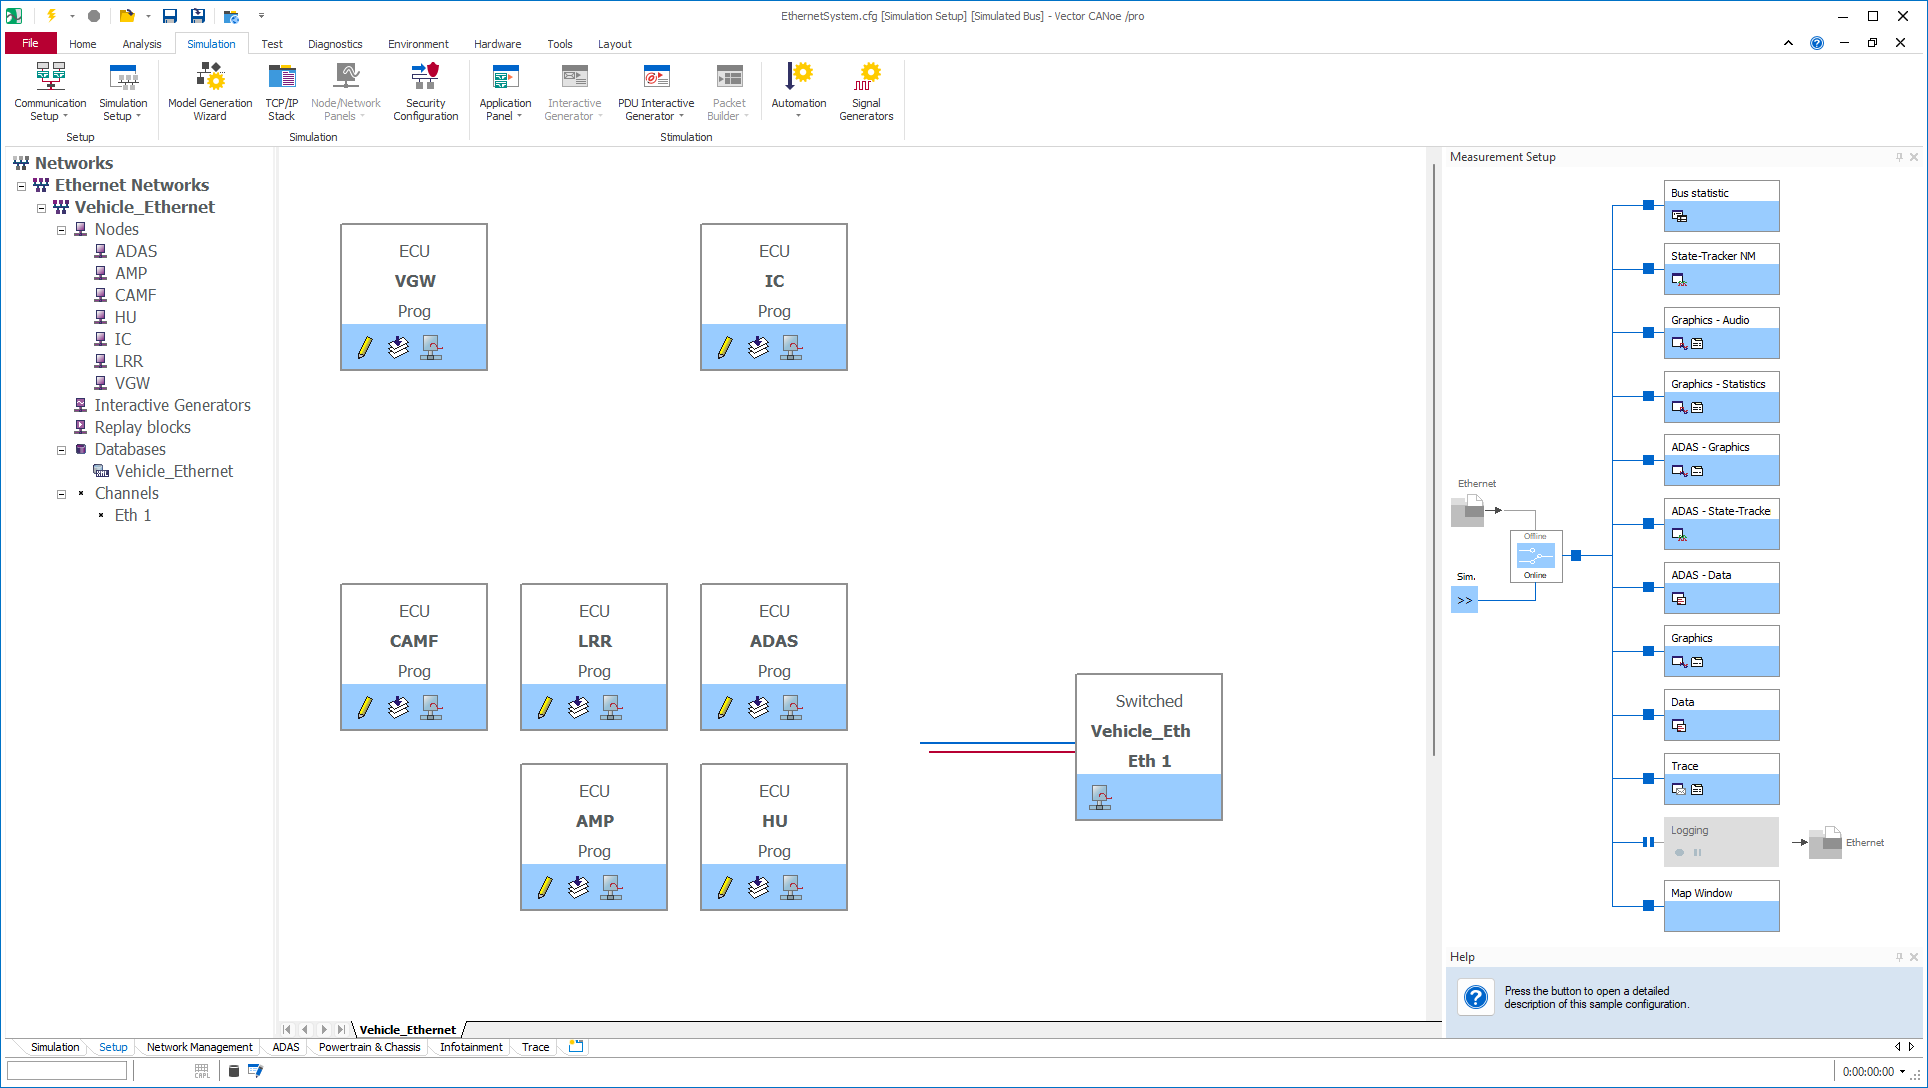 EthernetSystem.cfg [Simulation Setup] [Simulated Bus] - Vector CANoe /pro
File
Home
Analysis
Simulation
Test
Diagnostics
Environment
Hardware
Tools
Layout
Communication
Setup
Simulation
Setup
Model Generation
Wizard
TCP/IP
Stack
Node/Network
Panels
Security
Configuration
Application
Panel
Interactive
Generator
PDU Interactive
Generator
Packet
Builder
Automation
Signal
Generators
Setup
Simulation
Stimulation
Networks
Ethernet Networks
Vehicle_Ethernet
Nodes
ADAS
AMP
CAMF
HU
IC
LRR
VGW
Interactive Generators
Replay blocks
Databases
Vehicle_Ethernet
Channels
Eth 1
ECU
VGW
Prog
ECU
IC
Prog
ECU
CAMF
Prog
ECU
LRR
Prog
ECU
ADAS
Prog
ECU
AMP
Prog
ECU
HU
Prog
Switched
Vehicle_Eth
Eth 1
Vehicle_Ethernet
Measurement Setup
Ethernet
Offline
Online
Sim.
>>
Bus statistic
State-Tracker NM
Graphics - Audio
Graphics - Statistics
ADAS - Graphics
ADAS - State-Tracke
ADAS - Data
Graphics
Data
Trace
Logging
Ethernet
Map Window
Help
Press the button to open a detailed
description of this sample configuration.
Simulation
Setup
Network Management
ADAS
Powertrain & Chassis
Infotainment
Trace
CAPL
0:00:00:00